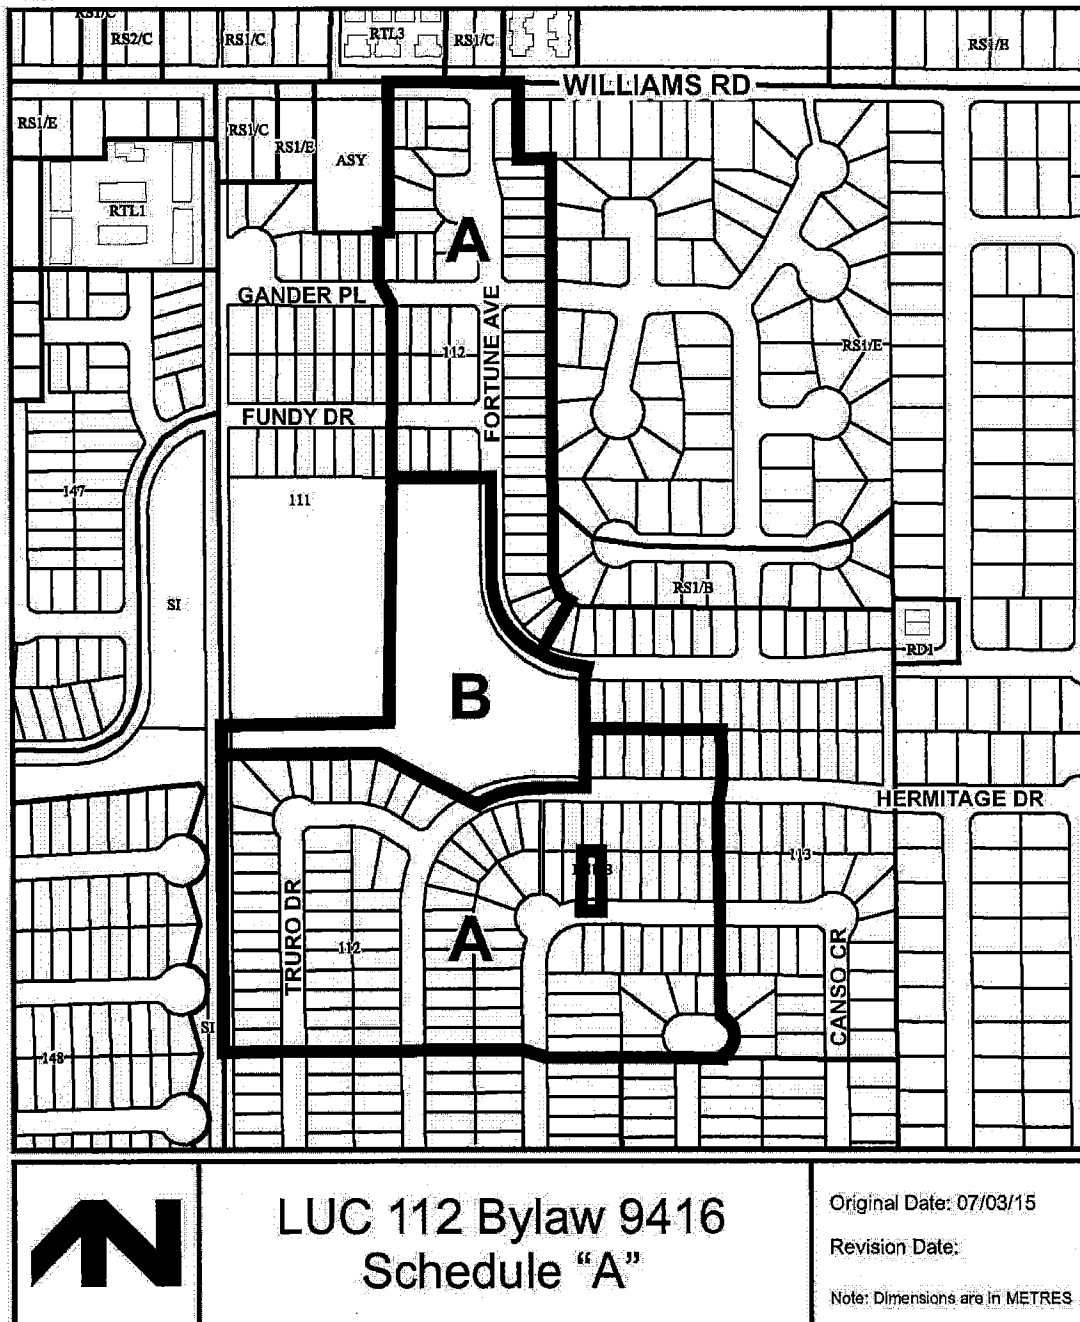 RS1/C
RS2/C
RS1/C
RTL3
RS1/C
RS1/E
WILLIAMS RD
RS1/E
RS1/C
RS1/E
ASY
RTL1
A
GANDER PL
FORTUNE AVE
112
RS1/E
FUNDY DR
147
111
SI
RS1/B
RD1
B
HERMITAGE DR
113
TRURO DR
112
A
CANSO CR
SI
148
N
LUC 112 Bylaw 9416
Schedule “A”
Original Date: 07/03/15
Revision Date:
Note: Dimensions are in METRES